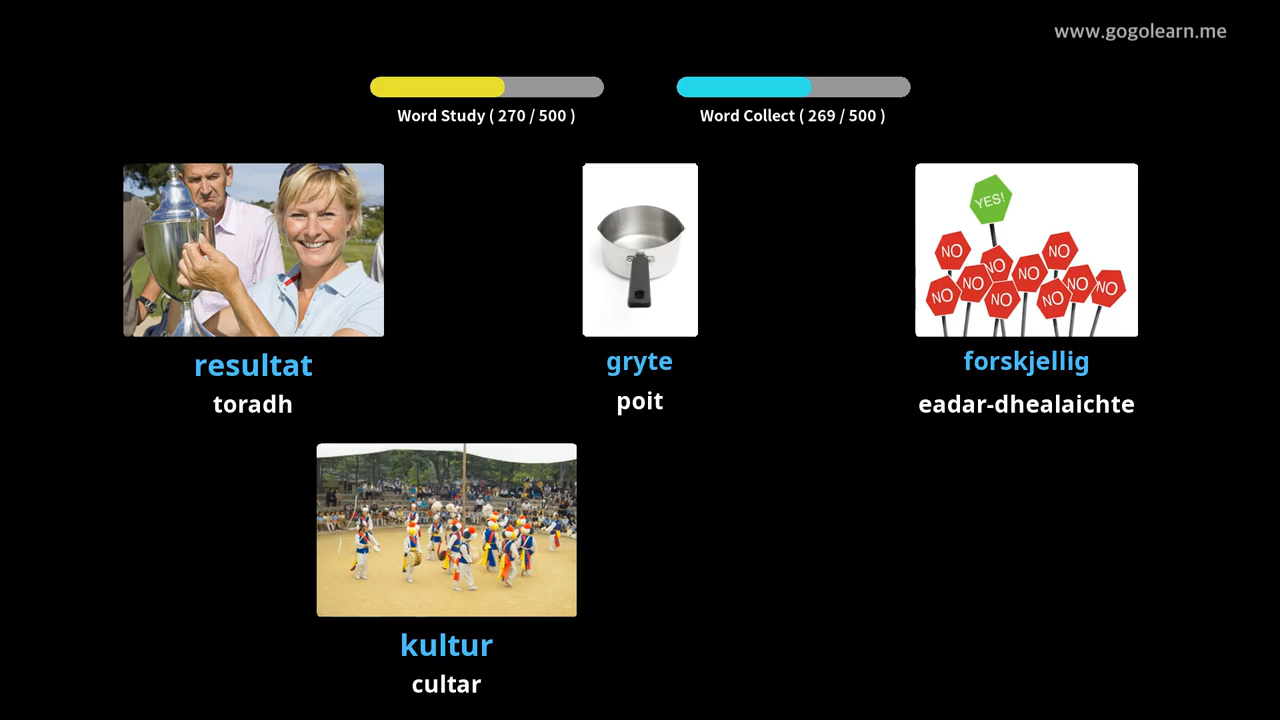 www.gogolearn.me
Word Study ( 270 / 500 )
Word Collect ( 269 / 500 )
YES!
NO
NO
NO
NO
NO
NO
NO
NO
NO
NO
resultat
gryte
forskjellig
toradh
poit
eadar-dhealaichte
kultur
cultar